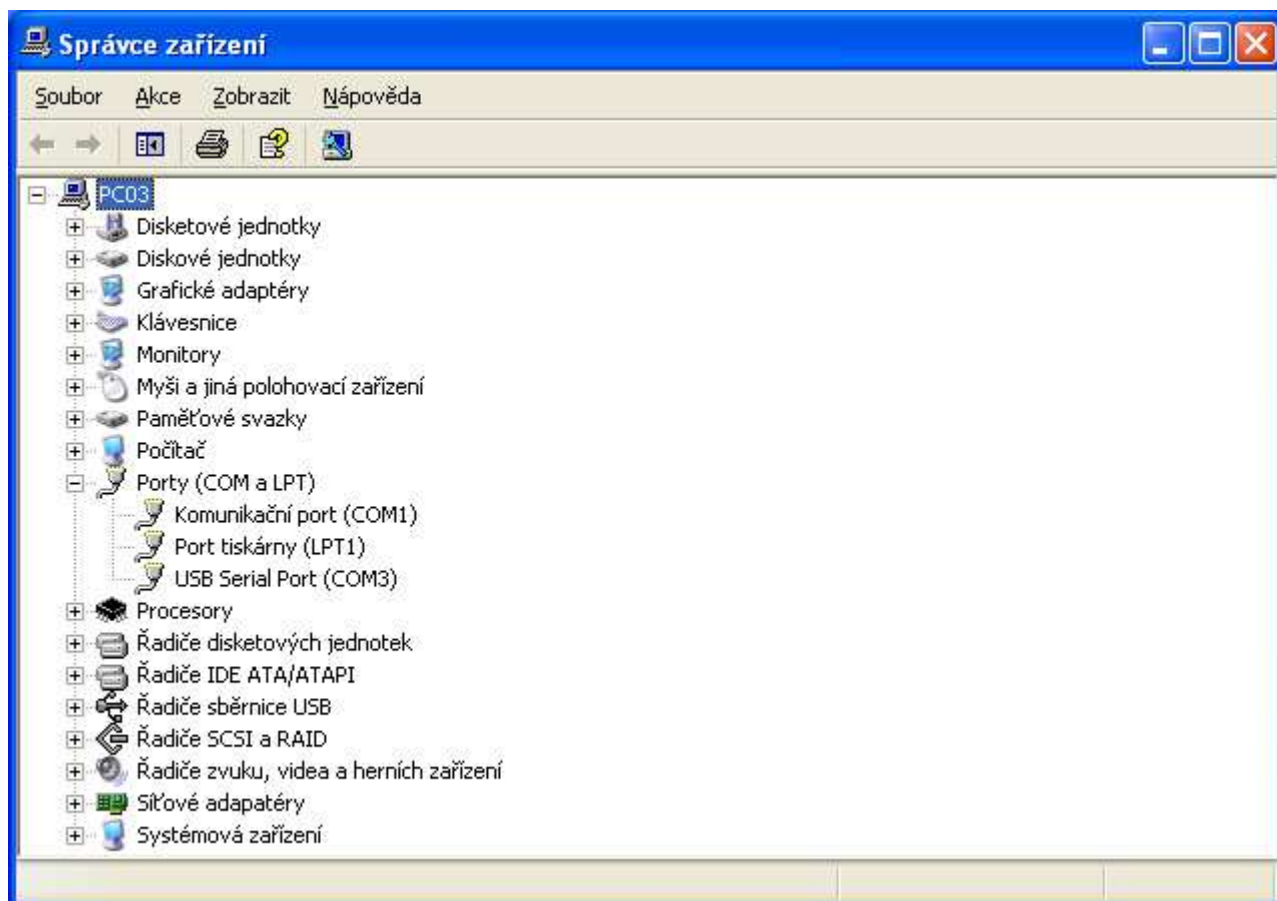 Správce zařízení
Soubor Akce Zobrazit Nápověda
PC03
Disketové jednotky
Diskové jednotky
Grafické adaptéry
Klávesnice
Monitory
Myši a jiná polohovací zařízení
Paměťové svazky
Počítač
Porty (COM a LPT)
Komunikační port (COM1)
Port tiskárny (LPT1)
USB Serial Port (COM3)
Procesory
Řadiče disketových jednotek
Řadiče IDE ATA/ATAPI
Řadiče sběrnice USB
Řadiče SCSI a RAID
Řadiče zvuku, videa a herních zařízení
Síťové adapatéry
Systémová zařízení